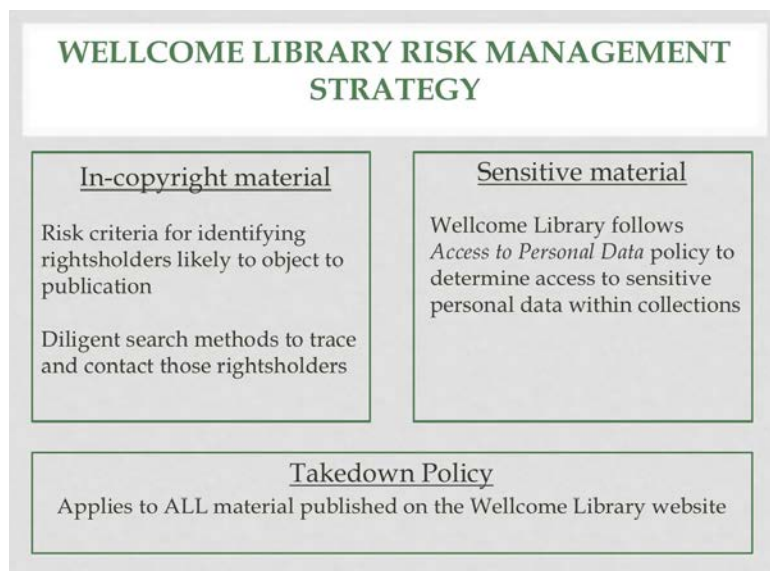 WELLCOME LIBRARY RISK MANAGEMENT
STRATEGY
In-copyright material
Risk criteria for identifying
rightsholders likely to object to
publication
Diligent search methods to trace
and contact those rightsholders
Sensitive material
Wellcome Library follows
Access to Personal Data policy to
determine access to sensitive
personal data within collections
Takedown Policy
Applies to ALL material published on the Wellcome Library website